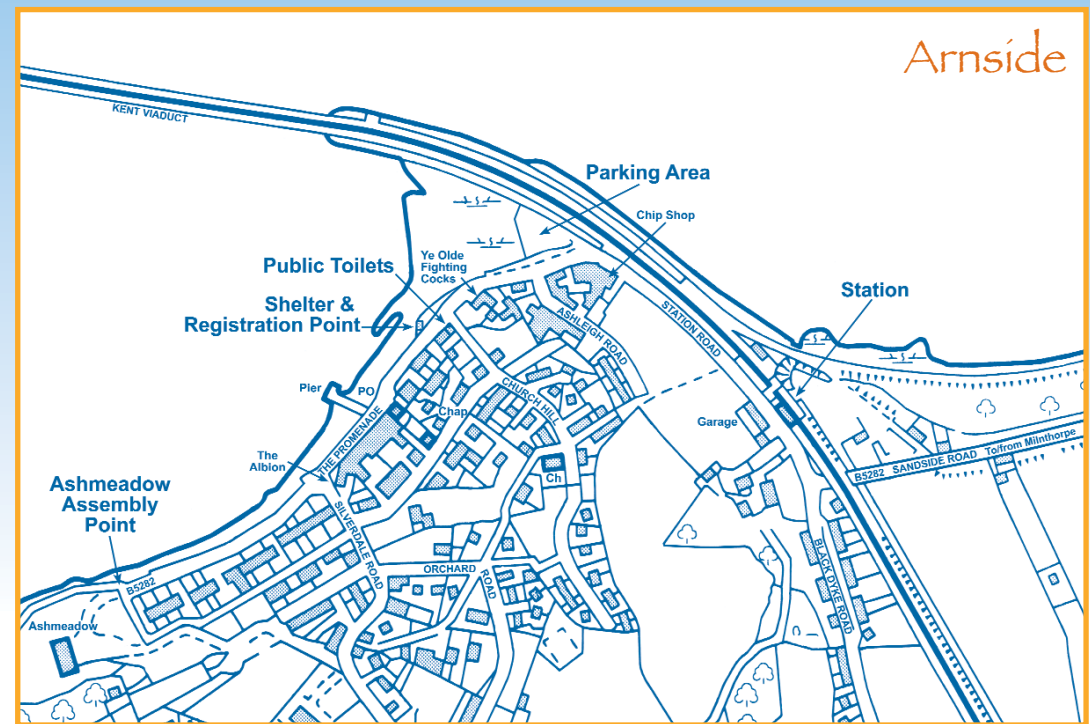 Arnside
KENT VIADUCT
Parking Area
Chip Shop
Ye Olde
Fighting
Cocks
Public Toilets
Shelter &
Registration Point
Station
STATION ROAD
ASHLEIGH ROAD
Pier
PO
THE PROMENADE
Chap
CHURCH HILL
Garage
The
Albion
Ch
B5282 SANDSIDE ROAD To/from Milnthorpe
Ashmeadow
Assembly
Point
SILVERDALE ROAD
ORCHARD
ROAD
BLACK DYKE ROAD
B5282
Ashmeadow